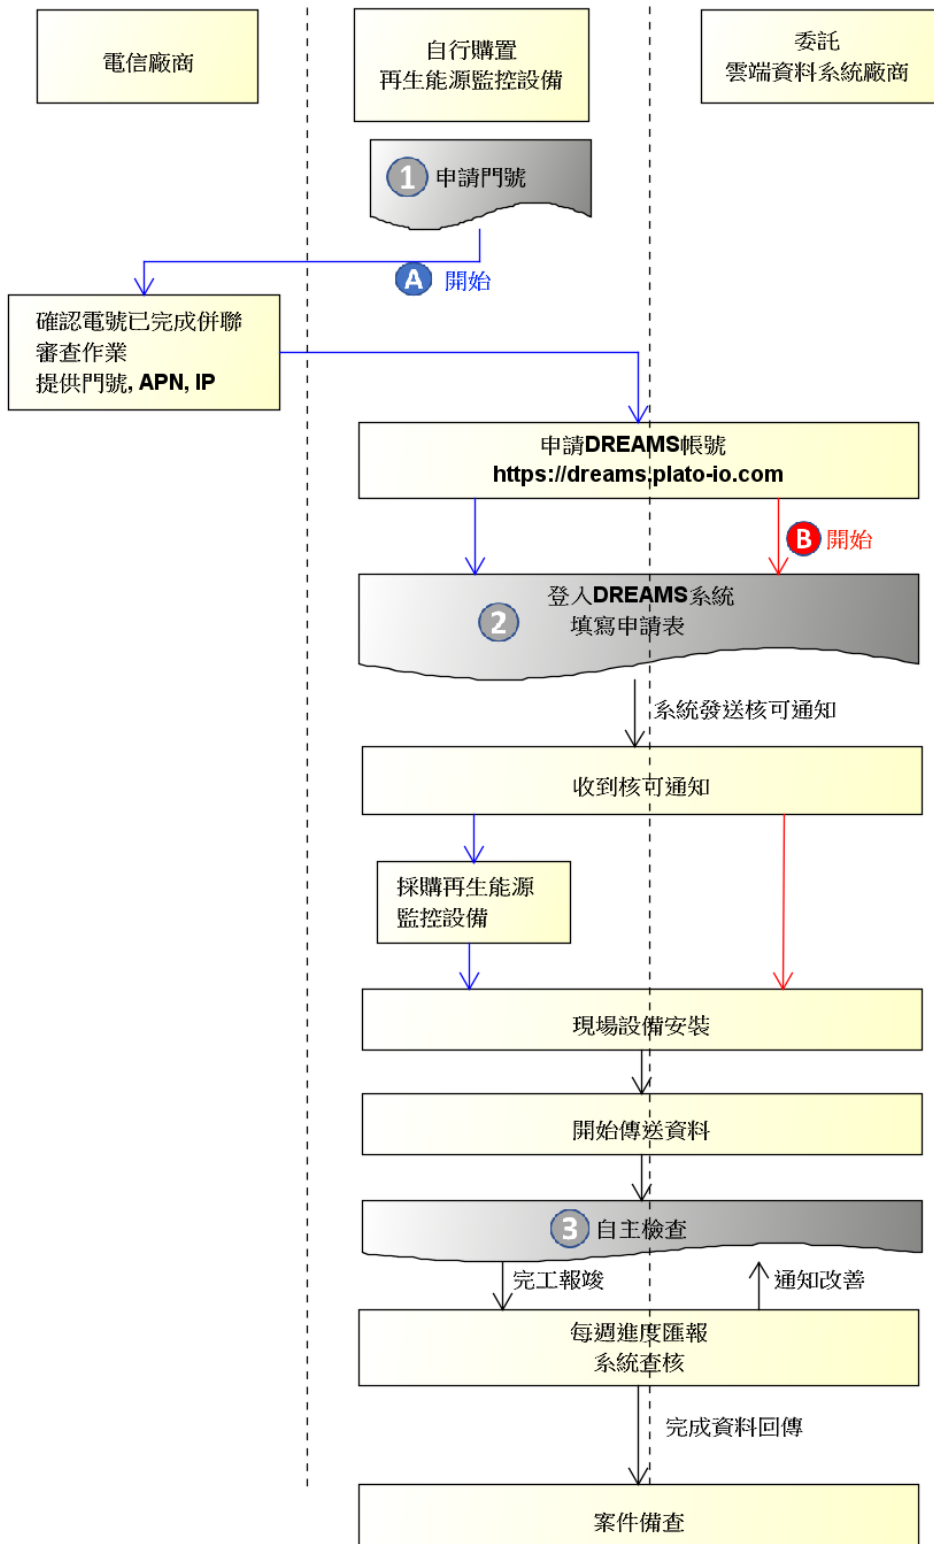 電信廠商
自行購置
再生能源監控設備
委託
雲端資料系統廠商
1 申請門號
A 開始
確認電號已完成併聯
審查作業
提供門號, APN, IP
申請DREAMS帳號
https://dreams.plato-io.com
B 開始
登入DREAMS系統
2
填寫申請表
系統發送核可通知
收到核可通知
採購再生能源
監控設備
現場設備安裝
開始傳送資料
3 自主檢查
完工報竣
通知改善
每週進度匯報
系統查核
完成資料回傳
案件備查